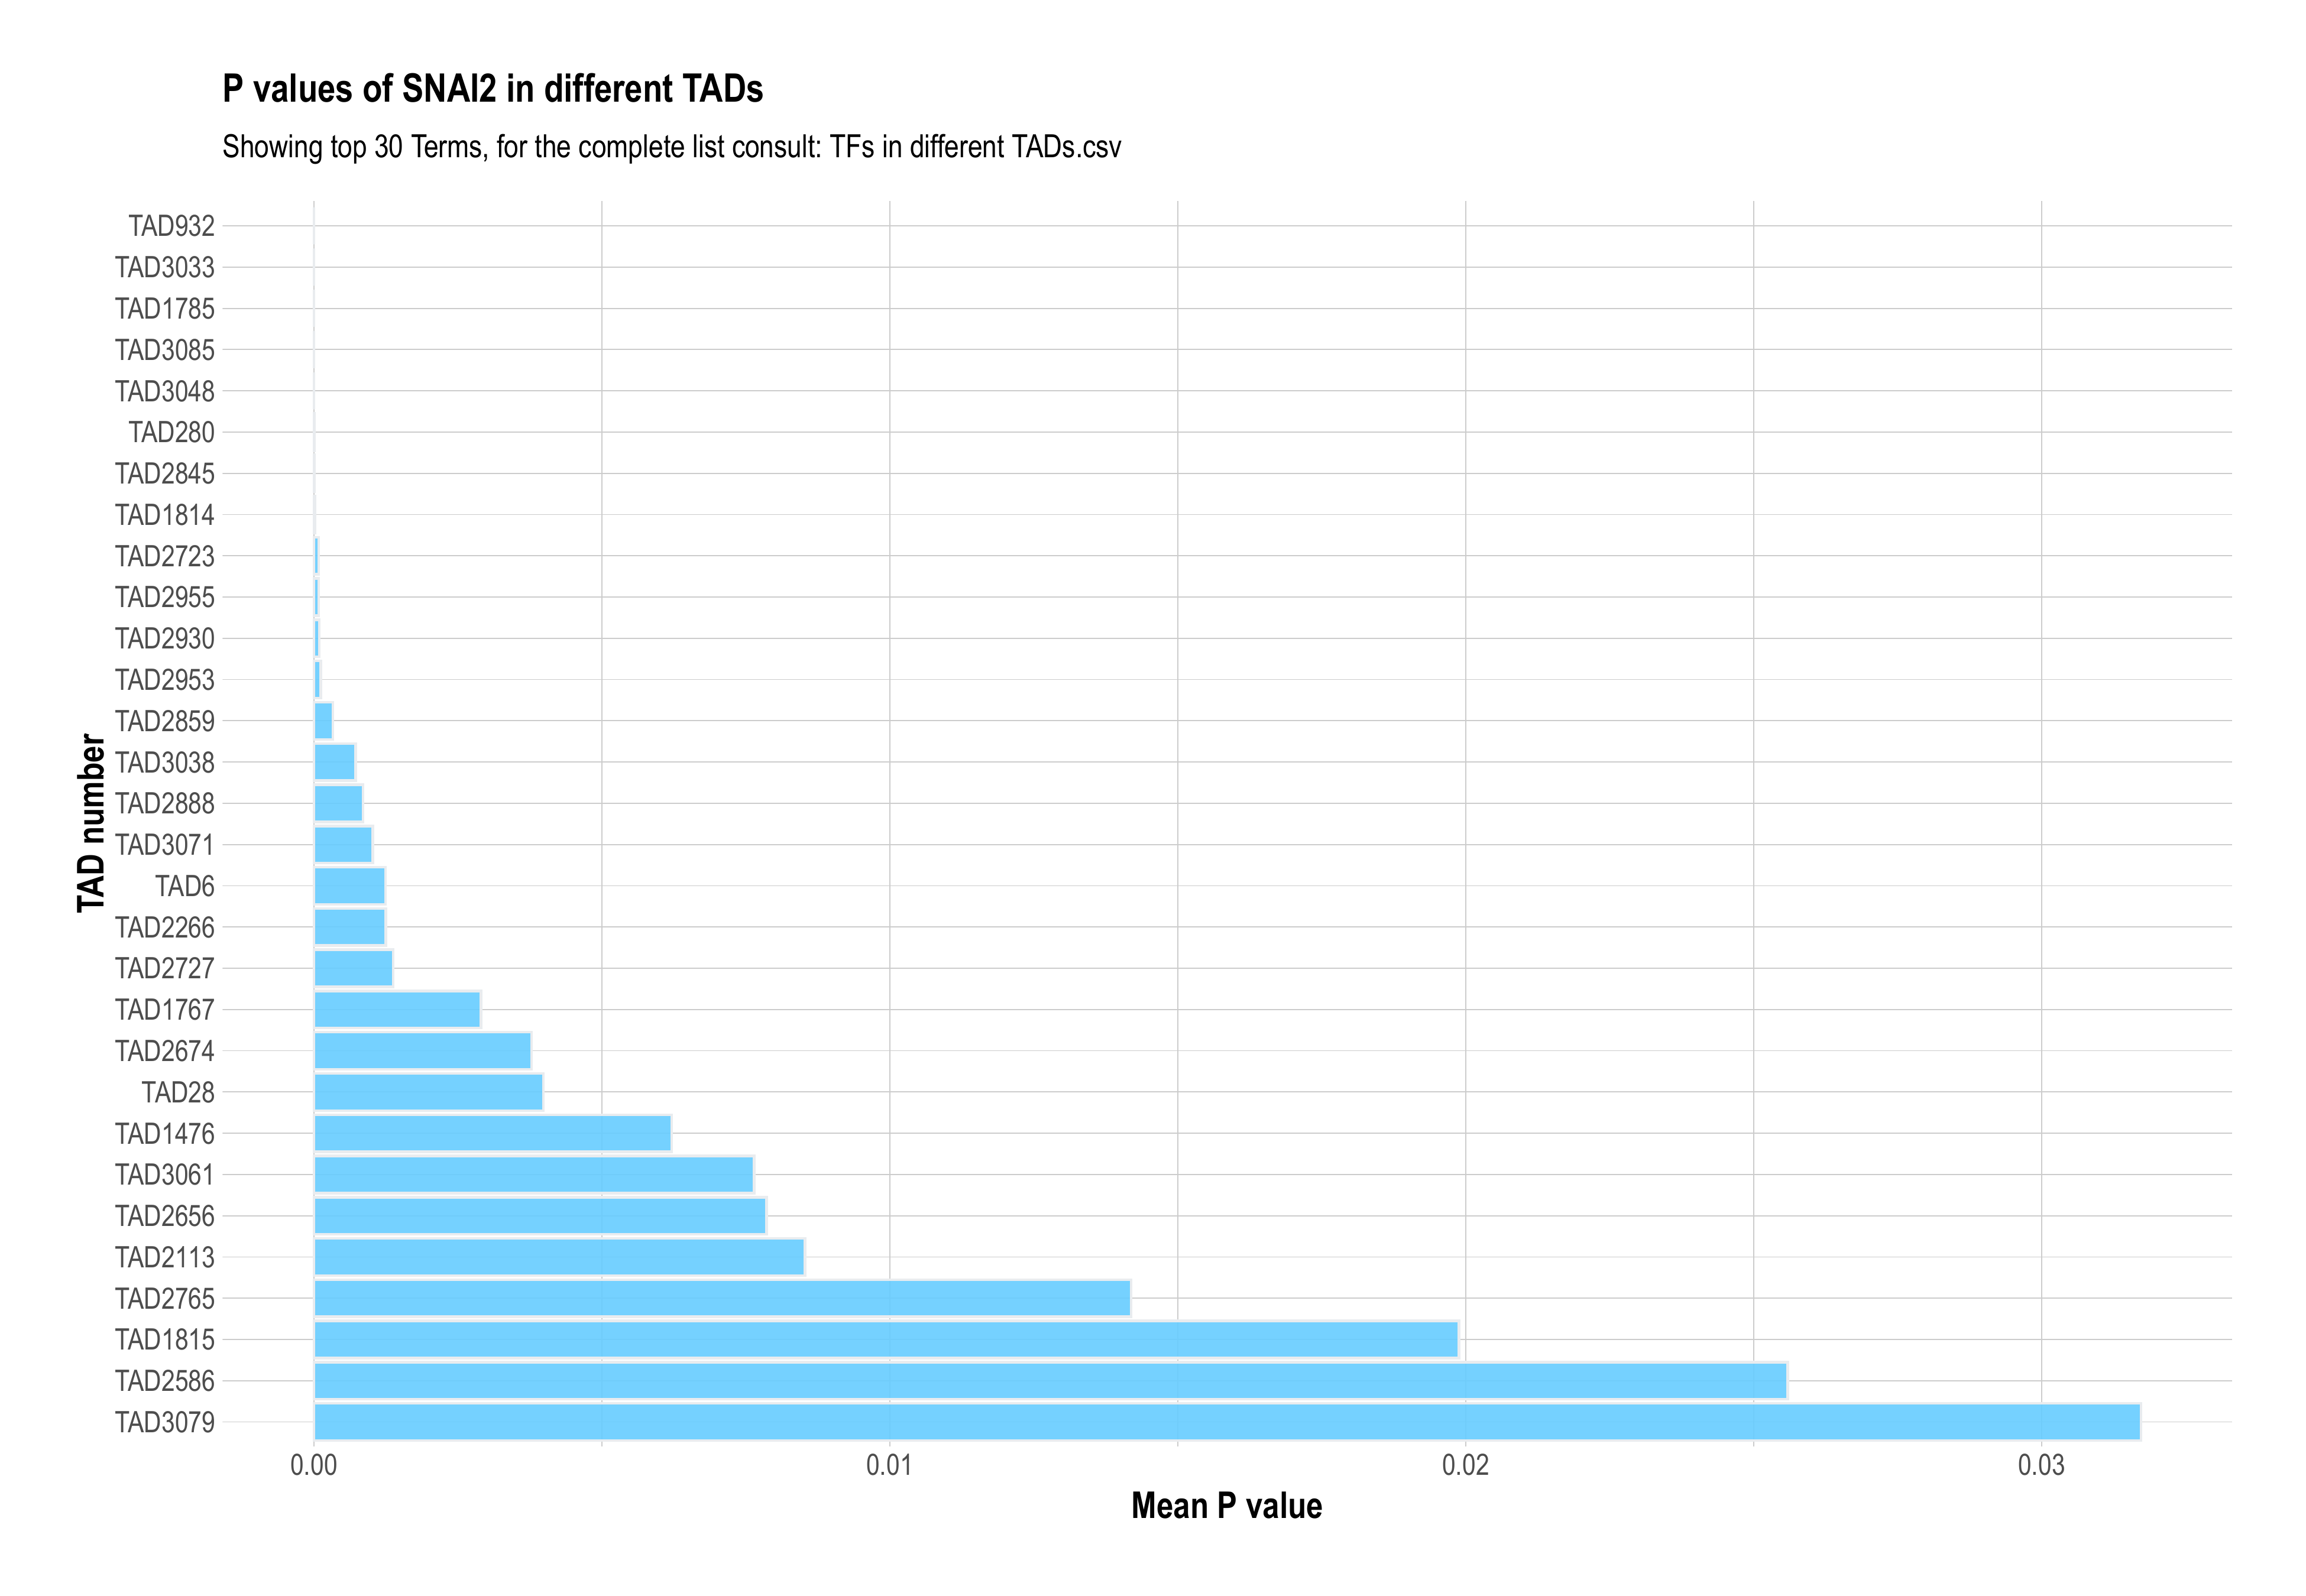 P values of SNAI2 in different TADs
Showing top 30 Terms, for the complete list consult: TFs in different TADs.csv
TAD932
TAD3033
TAD1785
TAD3085
TAD3048
TAD280
TAD2845
TAD1814
TAD2723
TAD2955
TAD2930
TAD2953
TAD2859
TAD3038
TAD2888
TAD3071
TAD6
TAD2266
TAD2727
TAD1767
TAD2674
TAD28
TAD1476
TAD3061
TAD2656
TAD2113
TAD2765
TAD1815
TAD2586
TAD3079
TAD number
0.00 0.01 0.02 0.03
Mean P value